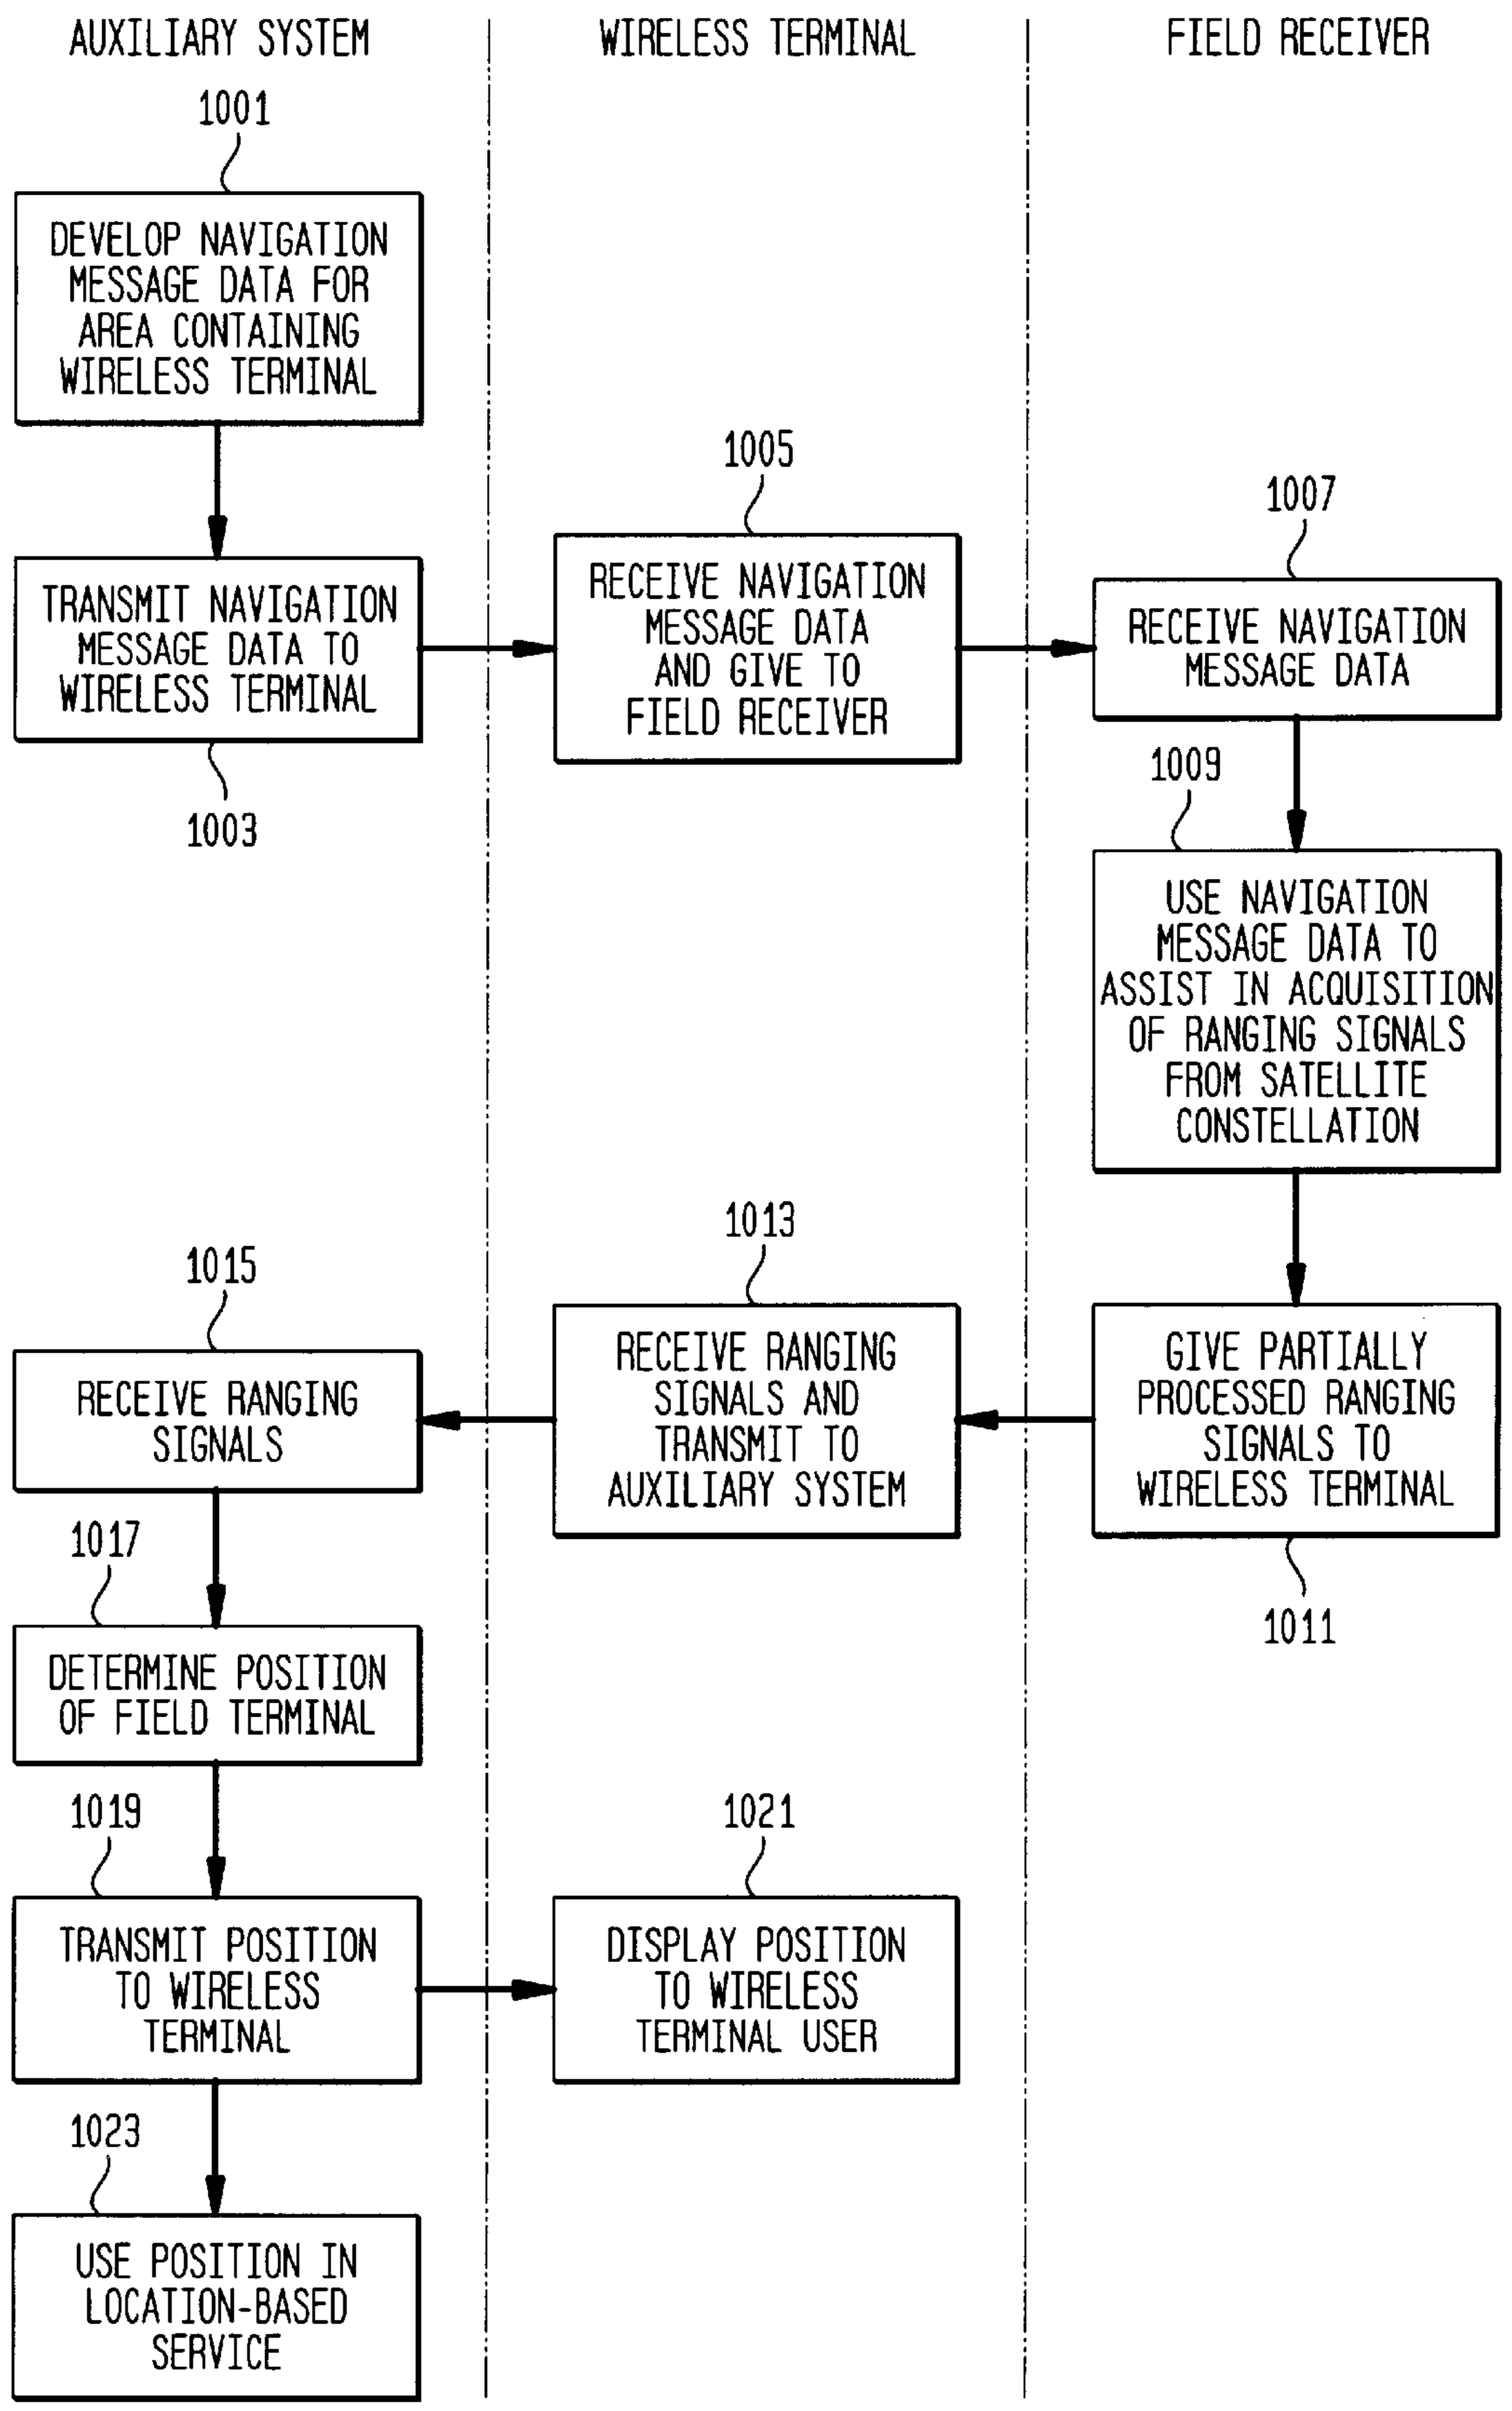 AUXILIARY SYSTEM
WIRELESS TERMINAL
FIELD RECEIVER
1001
DEVELOP NAVIGATION
MESSAGE DATA FOR
AREA CONTAINING
WIRELESS TERMINAL
TRANSMIT NAVIGATION
MESSAGE DATA TO
WIRELESS TERMINAL
1003
1005
RECEIVE NAVIGATION
MESSAGE DATA
AND GIVE TO
FIELD RECEIVER
1007
RECEIVE NAVIGATION
MESSAGE DATA
1009
USE NAVIGATION
MESSAGE DATA TO
ASSIST IN ACQUISITION
OF RANGING SIGNALS
FROM SATELLITE
CONSTELLATION
GIVE PARTIALLY
PROCESSED RANGING
SIGNALS TO
WIRELESS TERMINAL
1011
1013
RECEIVE RANGING
SIGNALS AND
TRANSMIT TO
AUXILIARY SYSTEM
1015
RECEIVE RANGING
SIGNALS
1017
DETERMINE POSITION
OF FIELD TERMINAL
1019
TRANSMIT POSITION
TO WIRELESS
TERMINAL
1021
DISPLAY POSITION
TO WIRELESS
TERMINAL USER
1023
USE POSITION IN
LOCATION-BASED
SERVICE